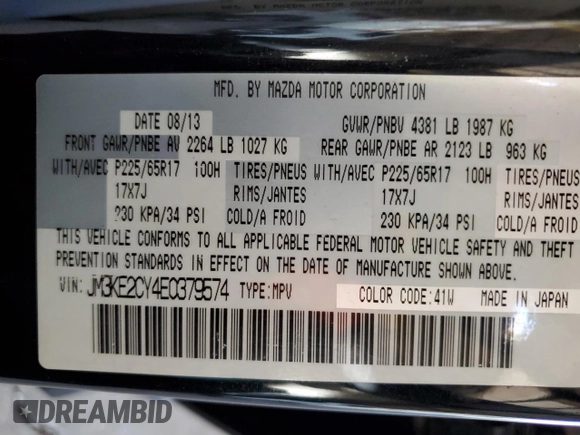 MFD. BY MAZDA MOTOR CORPORATION
DATE 08/13 GVWR/PNBV 4381 LB 1987 KG
FRONT GAWR/PNBE AV 2264 LB 1027 KG REAR GAWR/PNBE AR 2123 LB 963 KG
WITH/AVEC P225/65R17 100H TIRES/PNEUS WITH/AVEC P225/65R17 100H TIRES/PNEUS
17X7J RIMS/JANTES 17X7J RIMS/JANTES
230 KPA/34 PSI COLD/A FROID 230 KPA/34 PSI COLD/A FROID
THIS VEHICLE CONFORMS TO ALL APPLICABLE FEDERAL MOTOR VEHICLE SAFETY AND THEFT
PREVENTION STANDARDS IN EFFECT ON THE DATE OF MANUFACTURE SHOWN ABOVE.
VIN: JM3KE2CY4E0379574 TYPE:MPV COLOR CODE:41W MADE IN JAPAN
DREAMBID